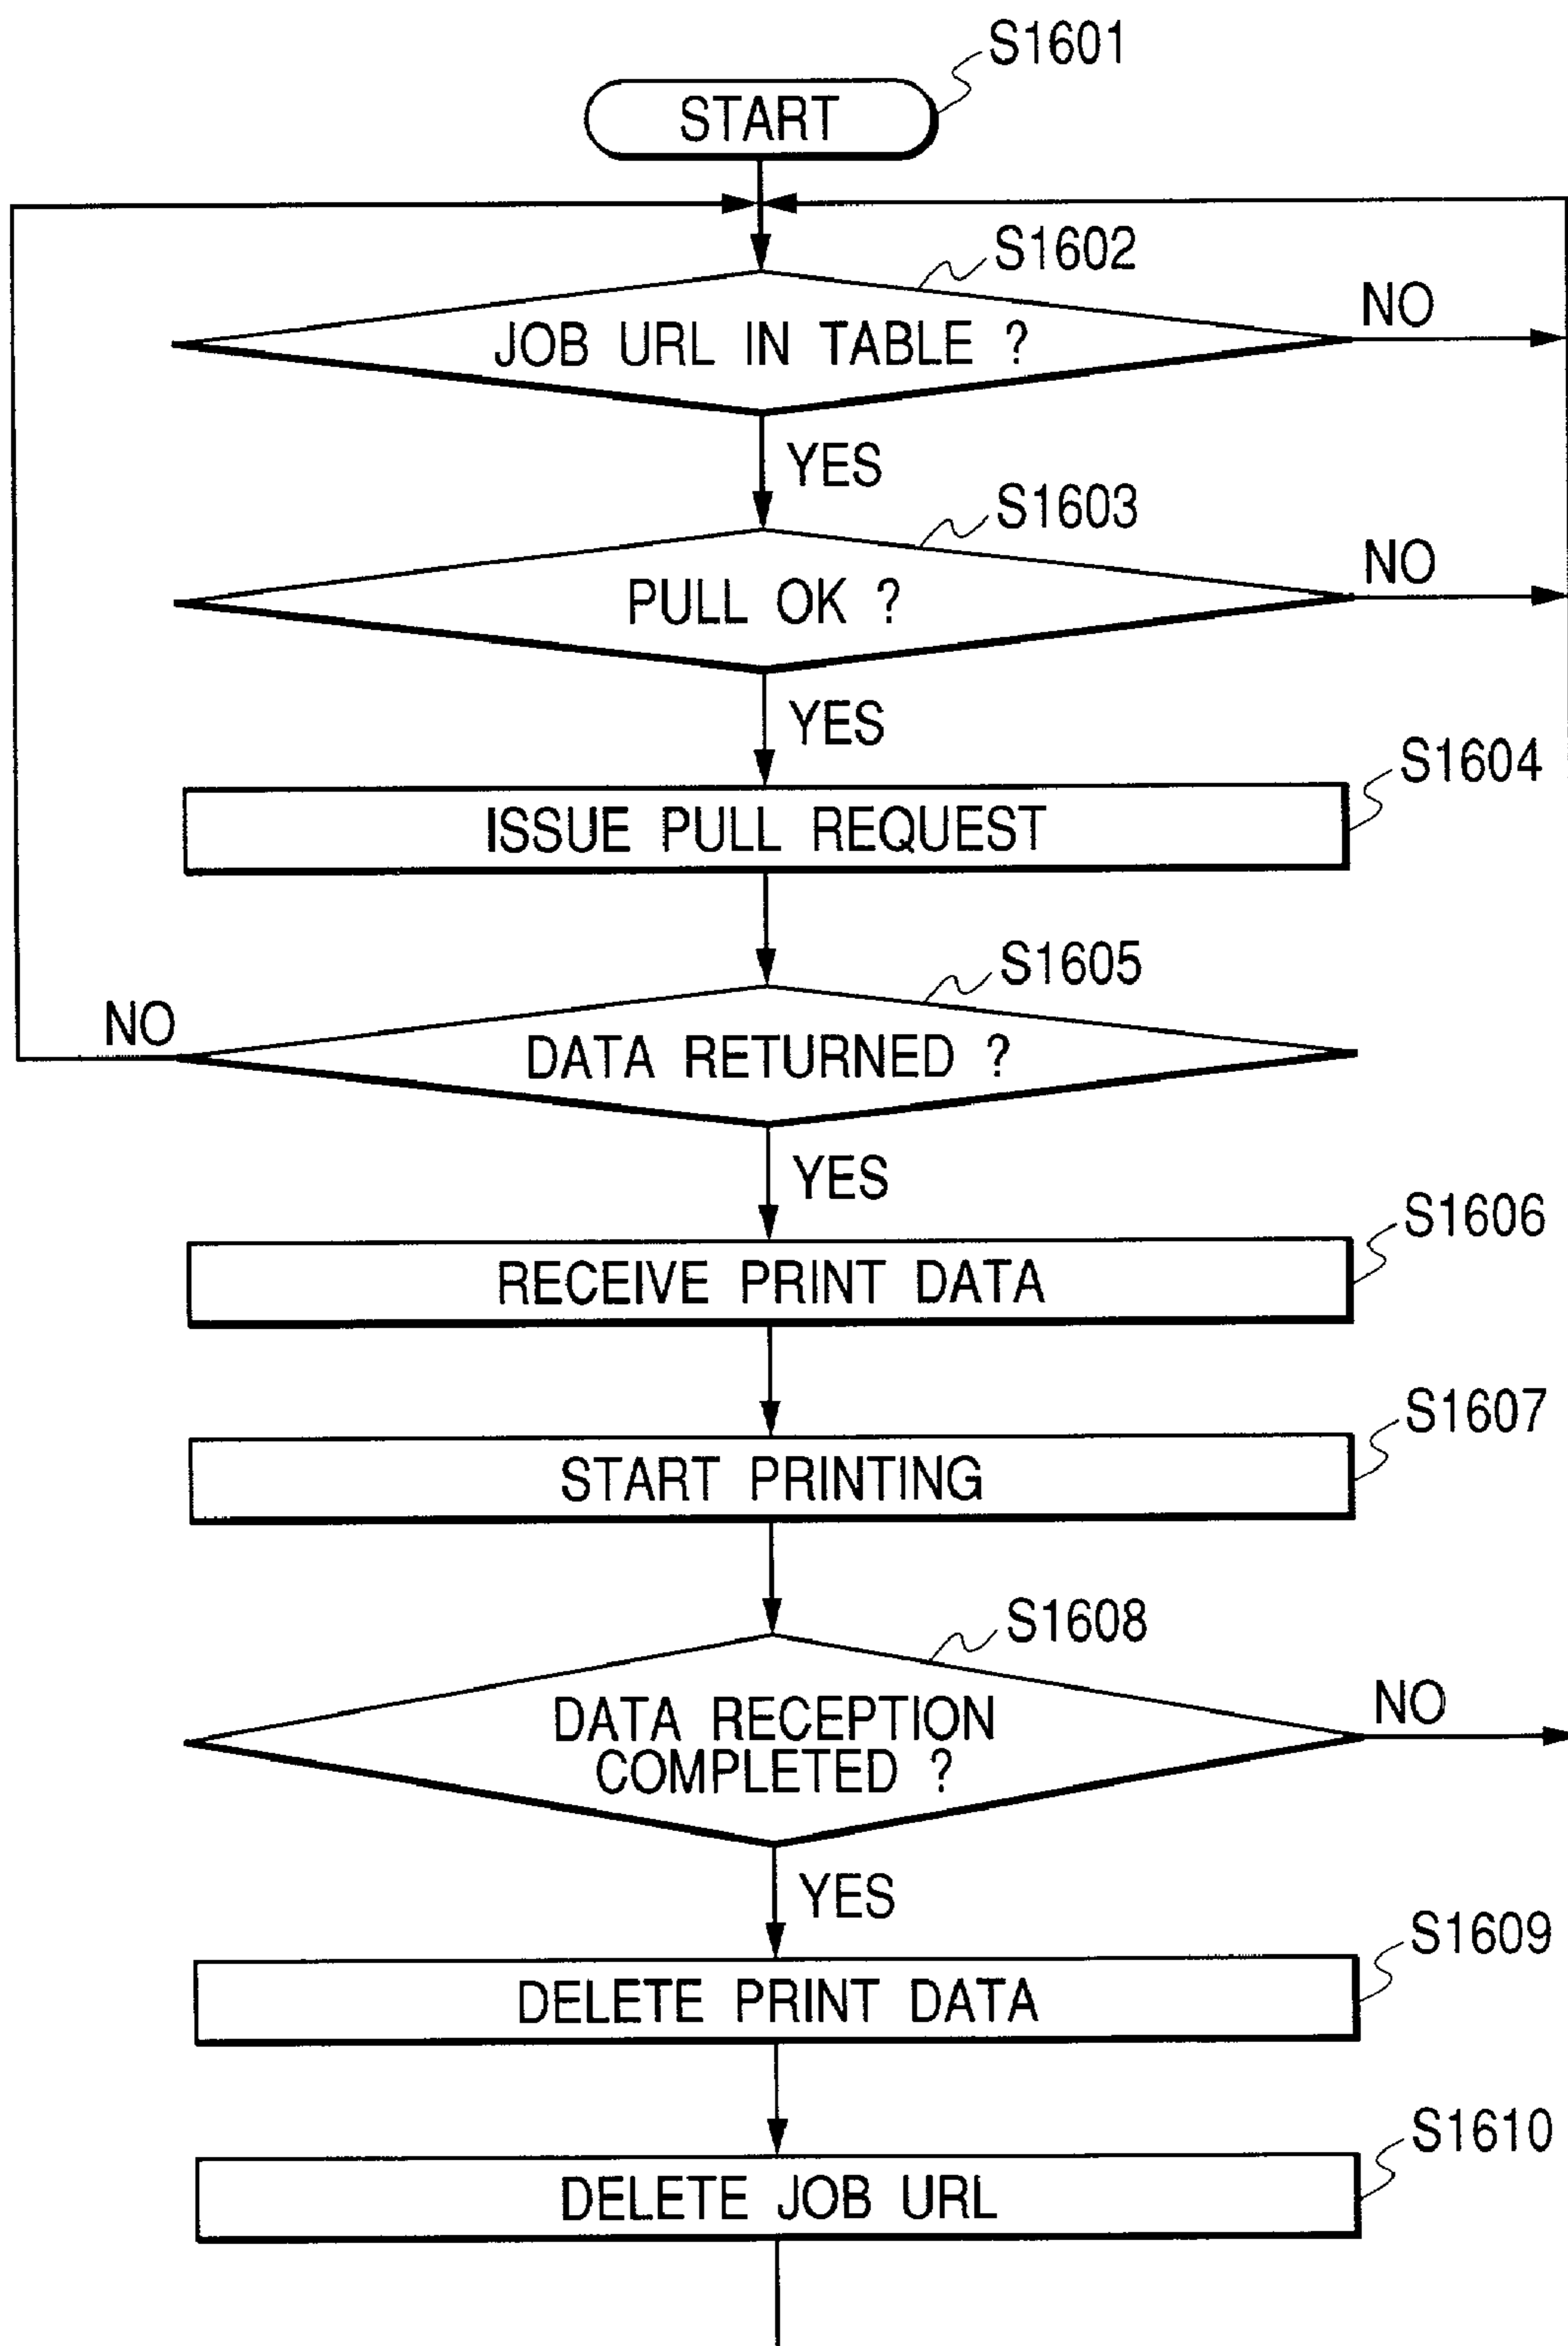 S1601
START
S1602
JOB URL IN TABLE ?
NO
YES
S1603
PULL OK ?
NO
YES
S1604
ISSUE PULL REQUEST
S1605
NO
DATA RETURNED ?
YES
S1606
RECEIVE PRINT DATA
S1607
START PRINTING
S1608
DATA RECEPTION
COMPLETED ?
NO
YES
S1609
DELETE PRINT DATA
S1610
DELETE JOB URL